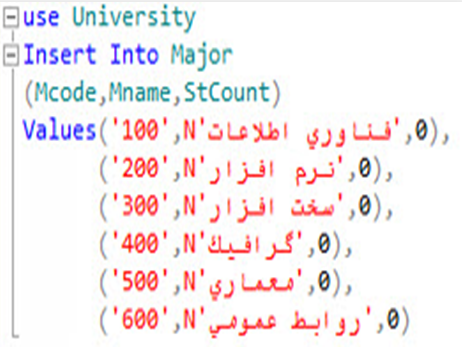 use University
Insert Into Major
(Mcode,Mname,StCount)
Values('100',N'فناوري اطلاعات',0),
('200',N'نرم افزار',0),
('300',N'سخت افزار',0),
('400',N'گرافيك',0),
('500',N'معماري',0),
('600',N'روابط عمومي',0)